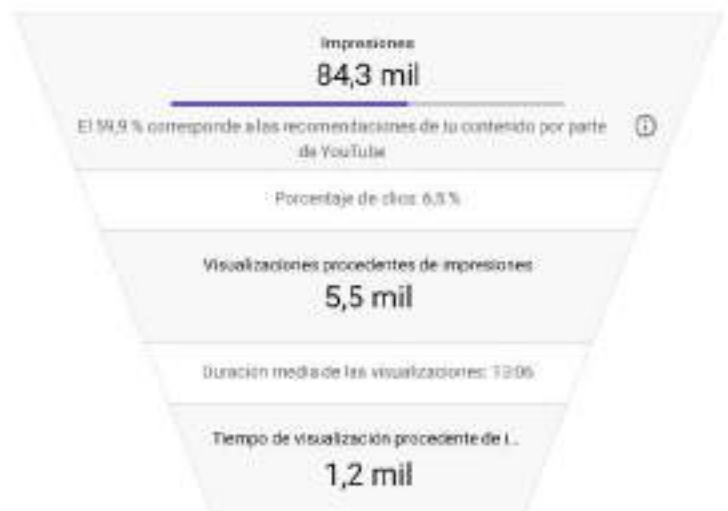 Impresiones
84,3 mil
El 59,9 % corresponde a las recomendaciones de tu contenido por parte
de YouTube
Porcentaje de clics: 6,5 %
Visualizaciones procedentes de impresiones
5,5 mil
Duración media de las visualizaciones: 13:06
Tiempo de visualización procedente de i...
1,2 mil